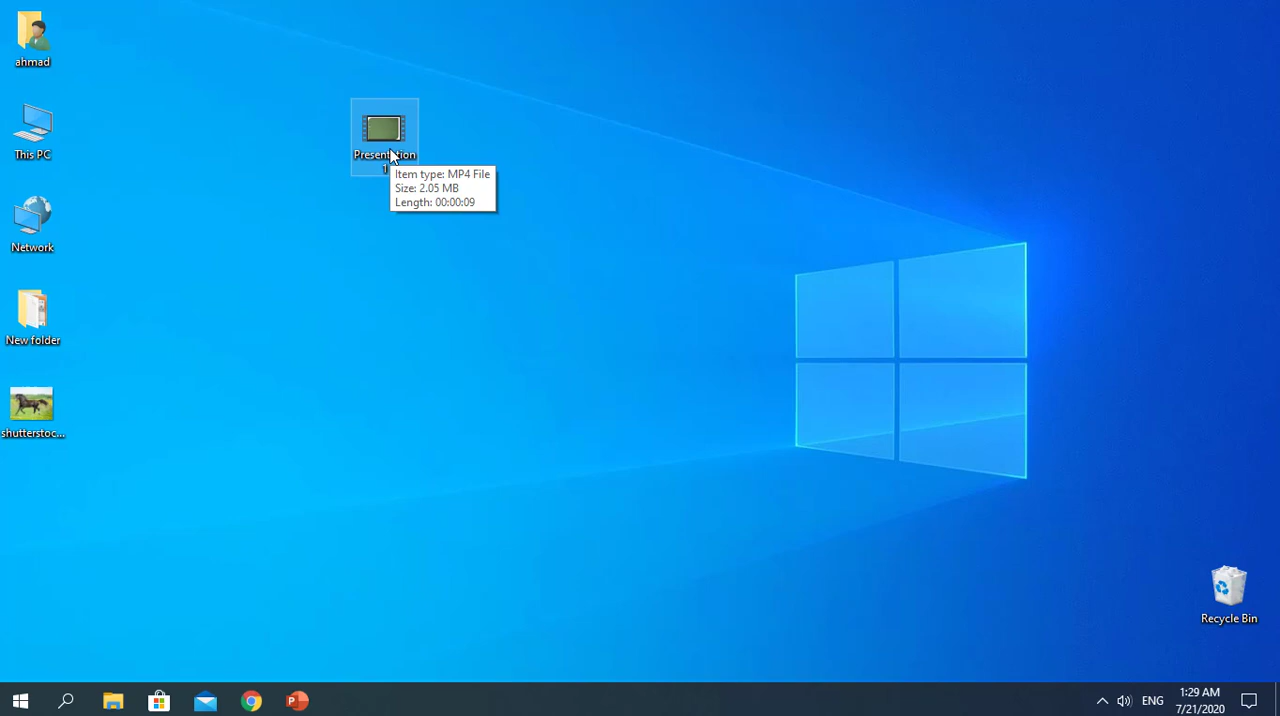 ahmad
This PC
Network
New folder
shutterstoc...
Presentation
1
Item type: MP4 File
Size: 2.05 MB
Length: 00:00:09
Recycle Bin
ENG
1:29 AM
7/21/2020